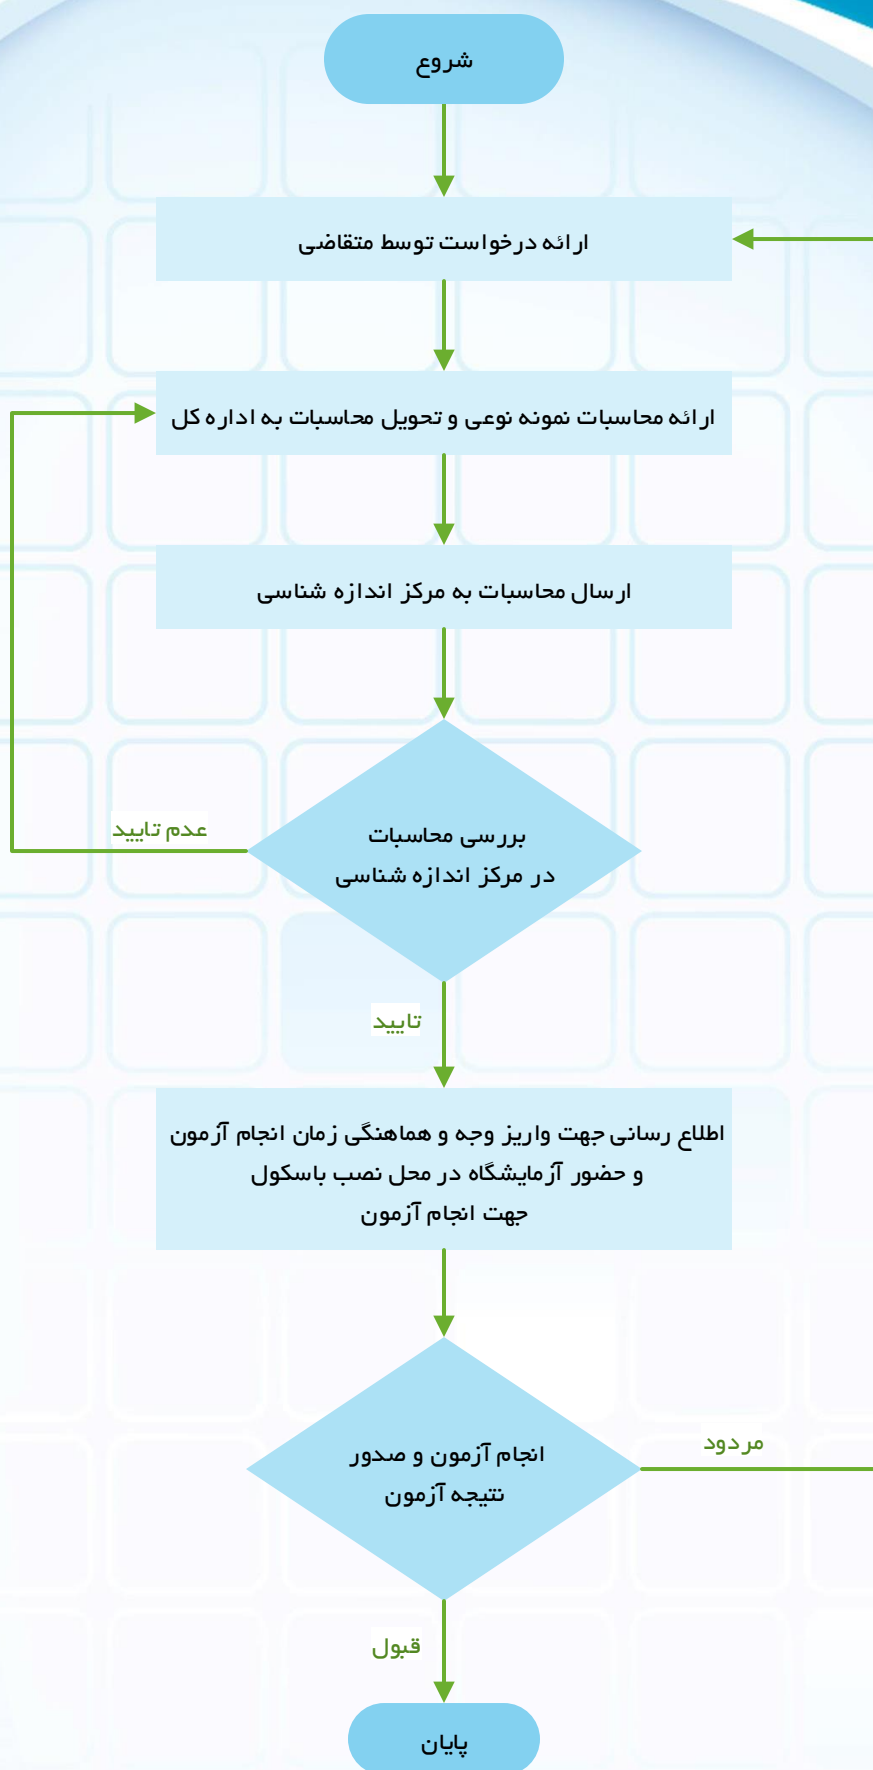 شروع
ارائه درخواست توسط متقاضی
ارائه محاسبات نمونه نوعی و تحویل محاسبات به اداره کل
ارسال محاسبات به مرکز اندازه شناسی
بررسی محاسبات
در مرکز اندازه شناسی
عدم تایید
تایید
اطلاع رسانی جهت واریز وجه و هماهنگی زمان انجام آزمون
و حضور آزمایشگاه در محل نصب باسکول
جهت انجام آزمون
انجام آزمون و صدور
نتیجه آزمون
مردود
قبول
پایان